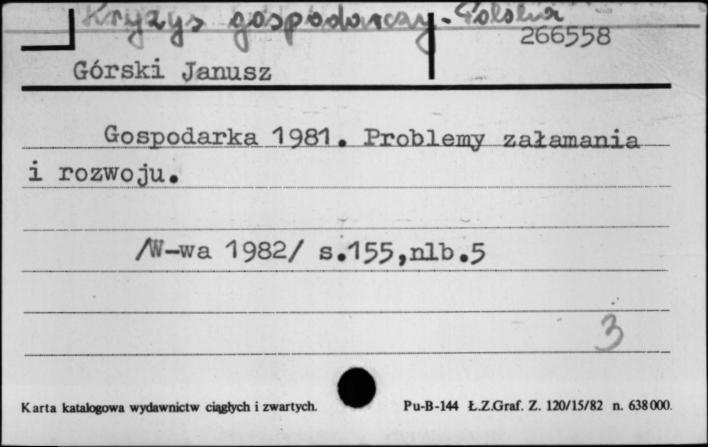 Kryzys gospodarczy - Polska
266558
Górski Janusz
Gospodarka 1981. Problemy załamania
i rozwoju.
/W-wa 1982/ s.155,nlb.5
3
Karta katalogowa wydawnictw ciągłych i zwartych. Pu-B-144 Ł.Z.Graf. Z. 120/15/82 n. 638000.